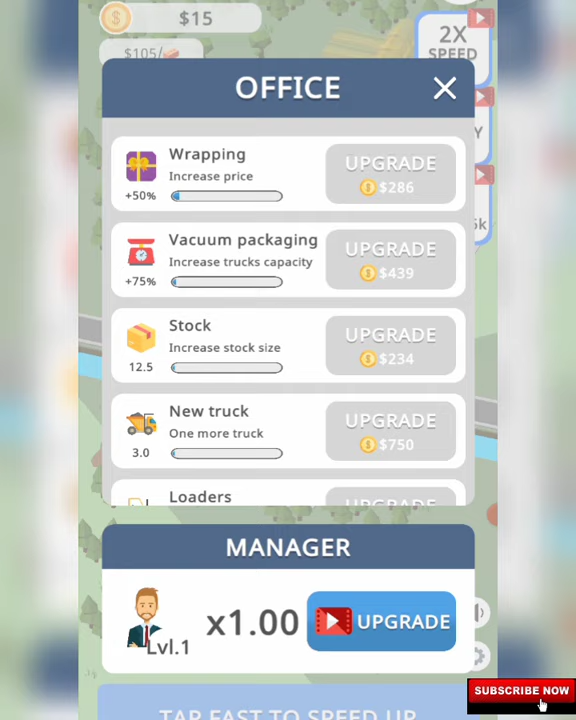 $15
$105/
2X
SPEED
OFFICE
Wrapping
Increase price
+50%
UPGRADE
$286
Vacuum packaging
Increase trucks capacity
+75%
UPGRADE
$439
Stock
Increase stock size
12.5
UPGRADE
$234
New truck
One more truck
3.0
UPGRADE
$750
Loaders
UPGRADE
MANAGER
Lvl.1
x1.00
UPGRADE
SUBSCRIBE NOW
TAP FAST TO SPEED UP